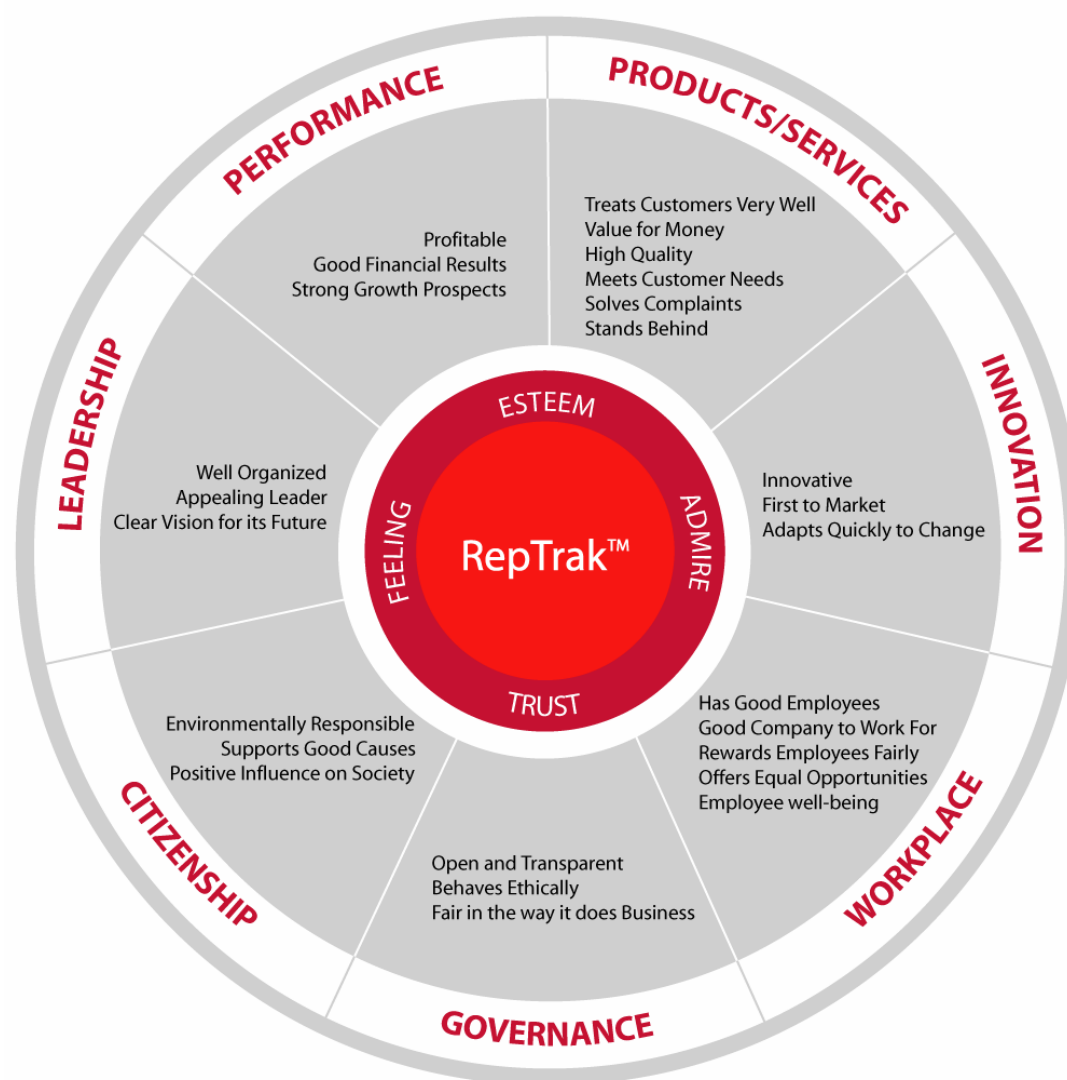 PERFORMANCE
Profitable
Good Financial Results
Strong Growth Prospects
PRODUCTS/SERVICES
Treats Customers Very Well
Value for Money
High Quality
Meets Customer Needs
Solves Complaints
Stands Behind
INNOVATION
Innovative
First to Market
Adapts Quickly to Change
WORKPLACE
Has Good Employees
Good Company to Work For
Rewards Employees Fairly
Offers Equal Opportunities
Employee well-being
GOVERNANCE
Open and Transparent
Behaves Ethically
Fair in the way it does Business
CITIZENSHIP
Environmentally Responsible
Supports Good Causes
Positive Influence on Society
LEADERSHIP
Well Organized
Appealing Leader
Clear Vision for its Future
ESTEEM
ADMIRE
TRUST
FEELING
RepTrak™